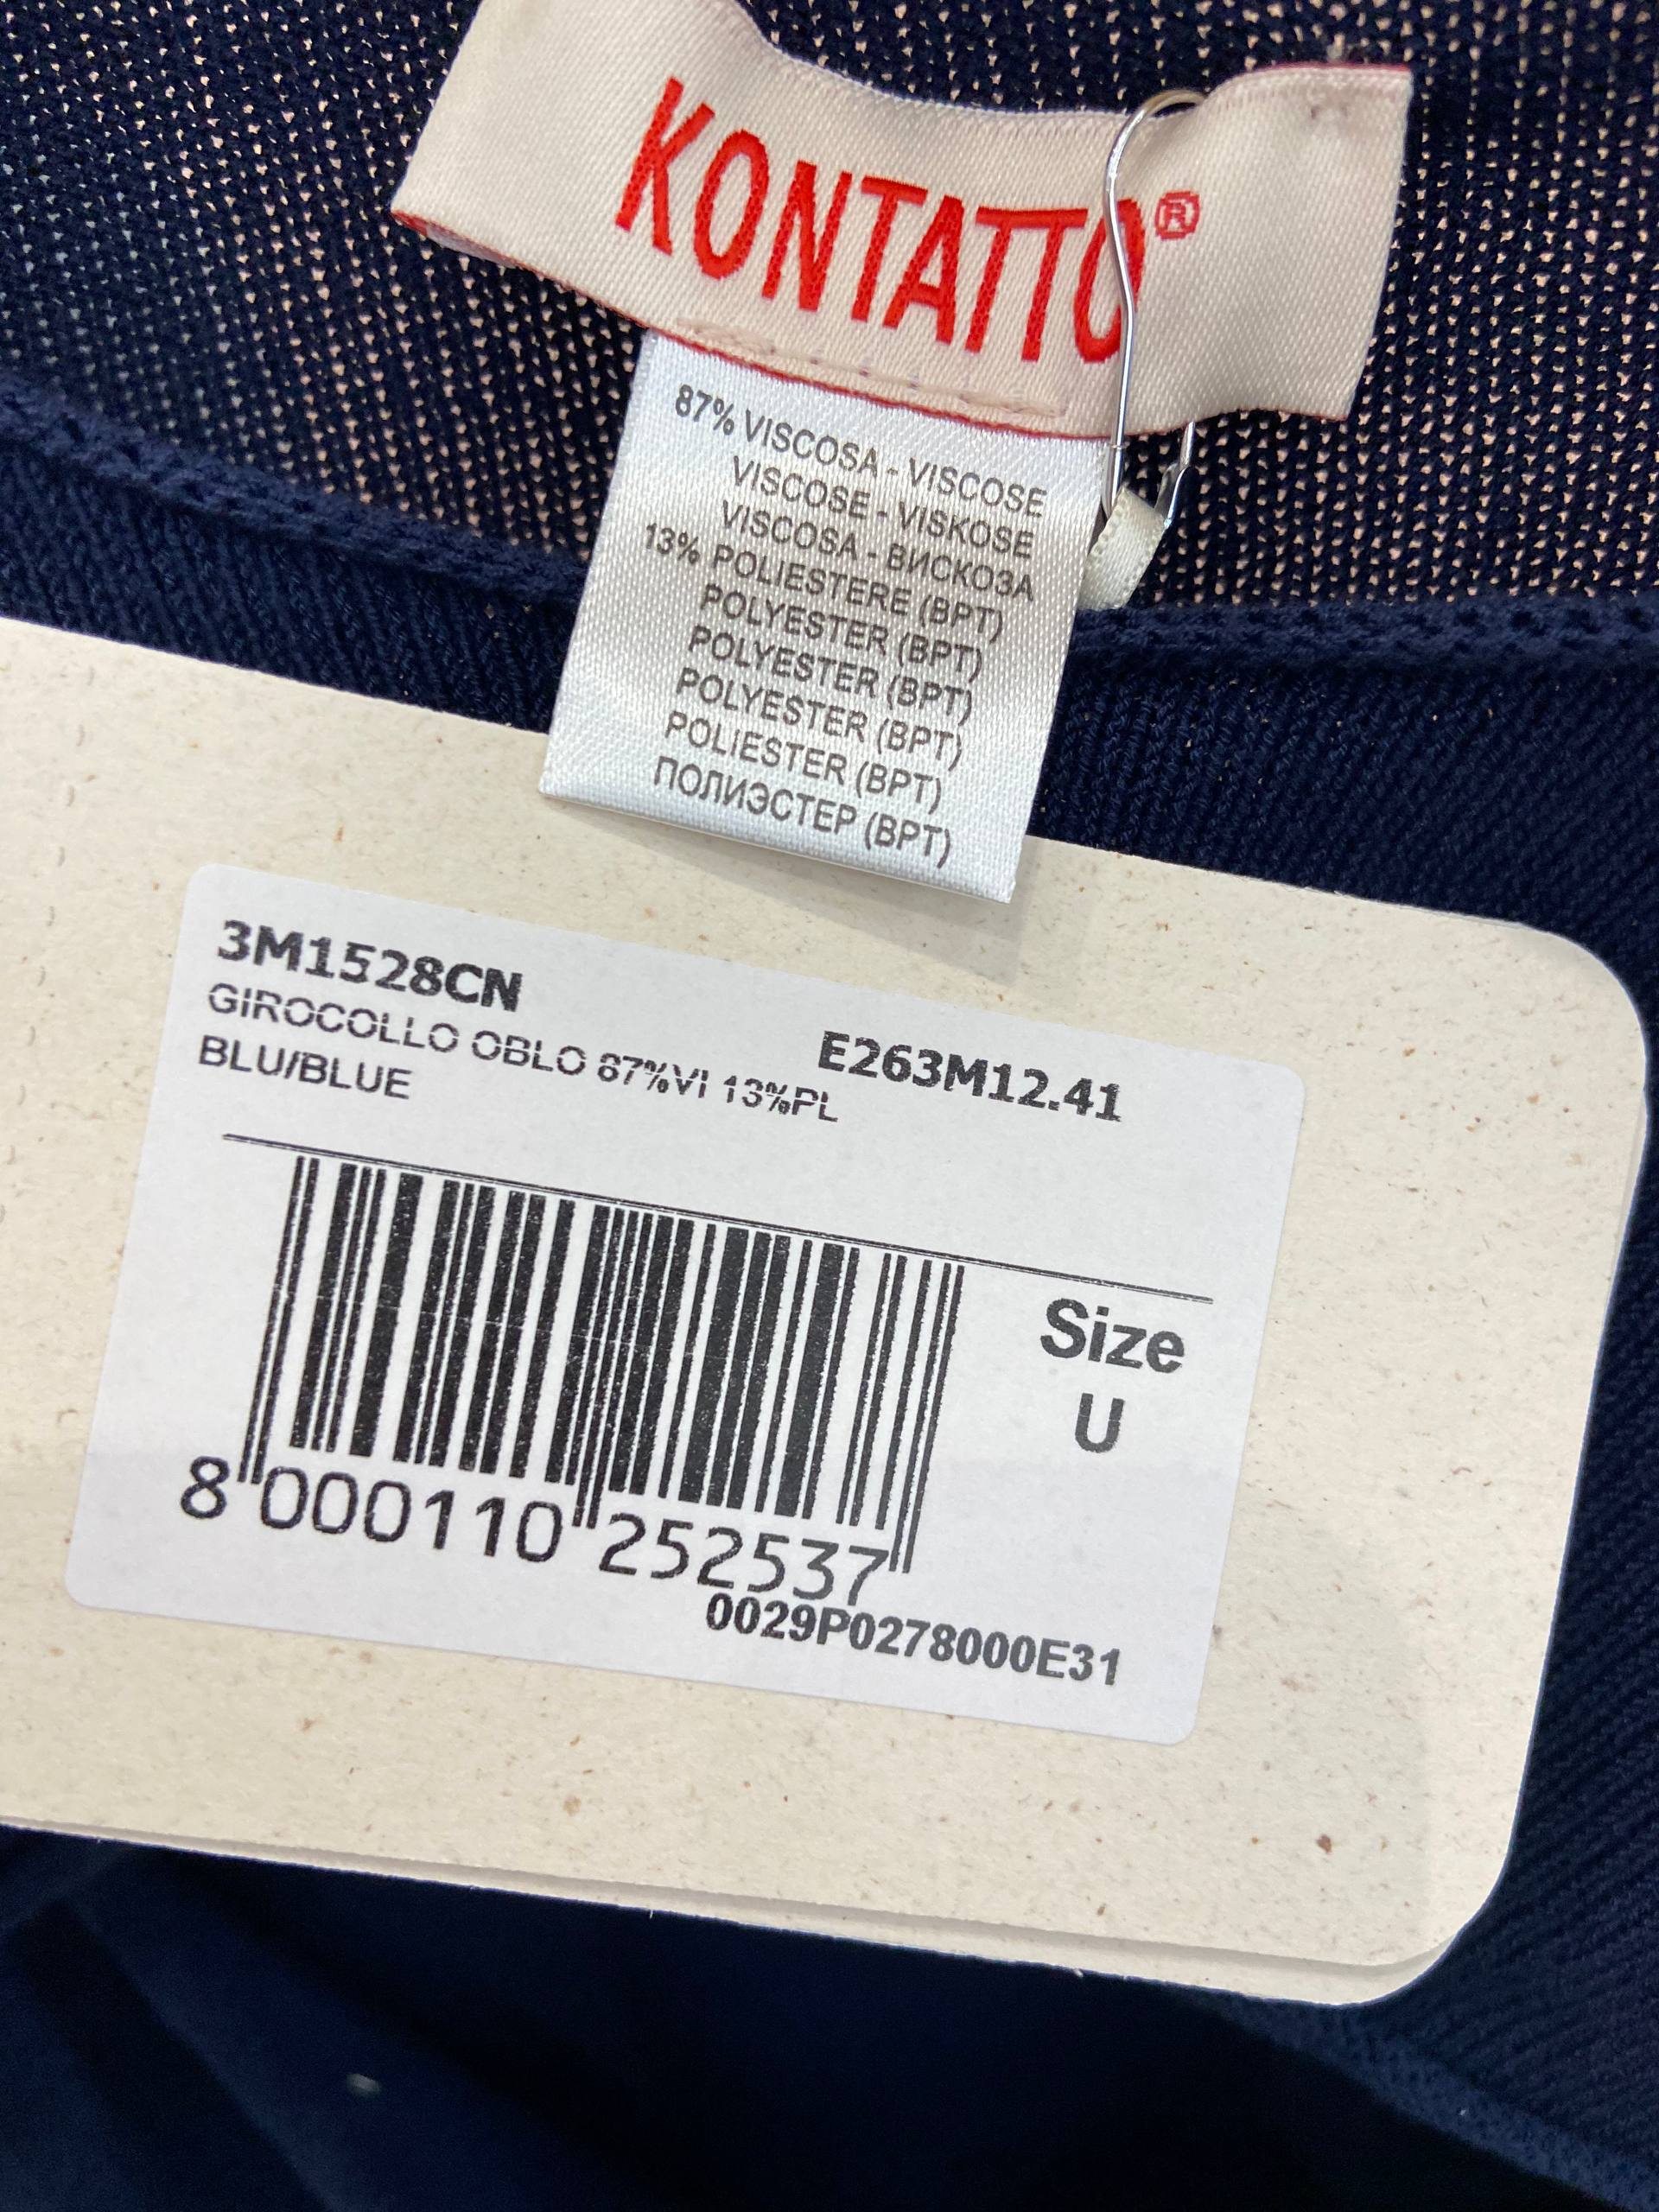 KONTATTO®
87% VISCOSA - VISCOSE
VISCOSE - VISKOSE
VISCOSA - ВИСКОЗА
13% POLIESTERE (BPT)
POLYESTER (BPT)
POLYESTER (BPT)
POLYESTER (BPT)
POLIESTER (BPT)
ПОЛИЭСТЕР (BPT)
3M1528CN
GIROCOLLO OBLO 87%VI 13%PL
E263M12.41
BLU/BLUE
Size
U
8 000110 252537
0029P0278000E31